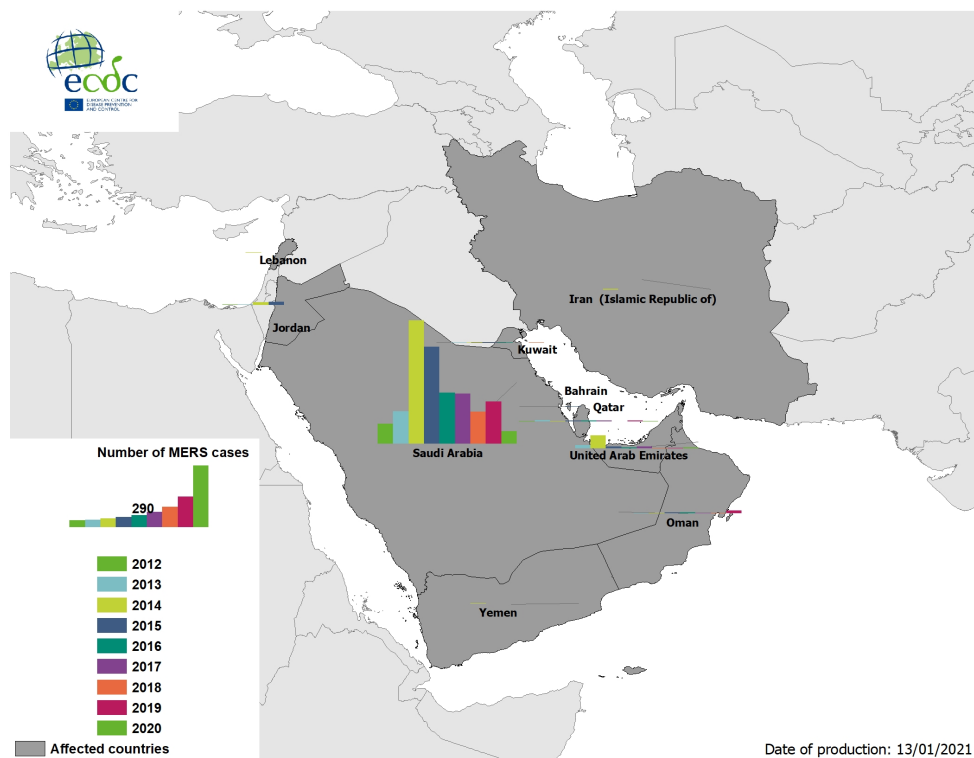 ecdc
EUROPEAN CENTRE FOR
DISEASE PREVENTION
AND CONTROL
Lebanon
Iran (Islamic Republic of)
Jordan
Kuwait
Bahrain
Qatar
Saudi Arabia
United Arab Emirates
Oman
Yemen
Number of MERS cases
290
2012
2013
2014
2015
2016
2017
2018
2019
2020
Affected countries
Date of production: 13/01/2021